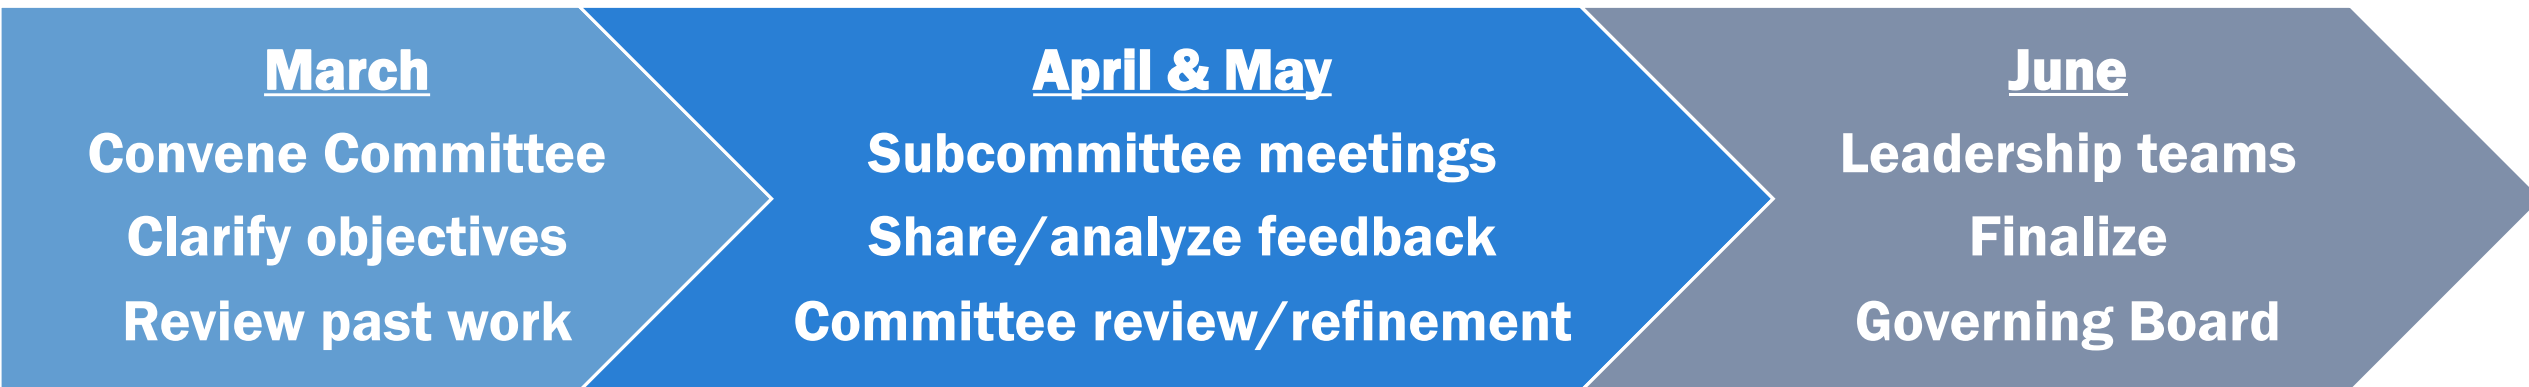 March
Convene Committee
Clarify objectives
Review past work
April & May
Subcommittee meetings
Share/analyze feedback
Committee review/refinement
June
Leadership teams
Finalize
Governing Board